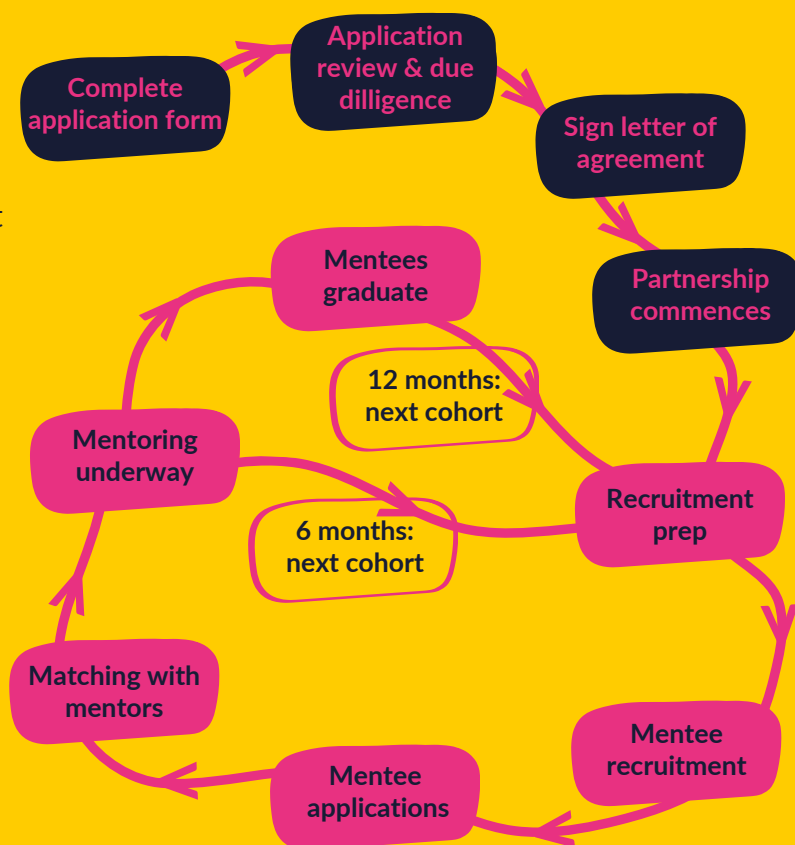 Complete
application form
Application
review & due
dilligence
Sign letter of
agreement
Partnership
commences
Recruitment
prep
Mentee
recruitment
Mentee
applications
Matching with
mentors
Mentoring
underway
6 months:
next cohort
Mentees
graduate
12 months:
next cohort